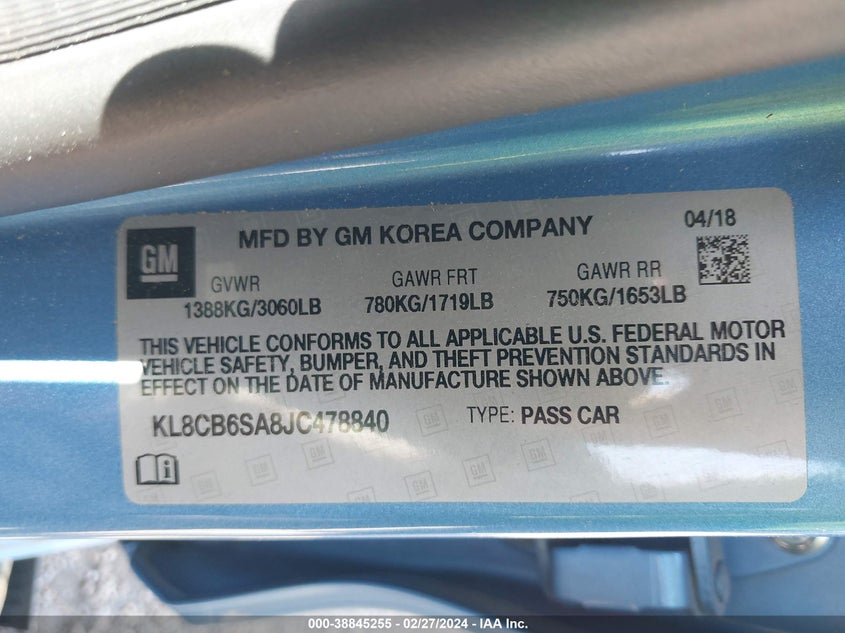 GM
MFD BY GM KOREA COMPANY
04/18
GVWR GAWR FRT GAWR RR
1388KG/3060LB 780KG/1719LB 750KG/1653LB
THIS VEHICLE CONFORMS TO ALL APPLICABLE U.S. FEDERAL MOTOR
VEHICLE SAFETY, BUMPER, AND THEFT PREVENTION STANDARDS IN
EFFECT ON THE DATE OF MANUFACTURE SHOWN ABOVE.
KL8CB6SA8JC478840 TYPE: PASS CAR
000-38845255 - 02/27/2024 - IAA Inc.